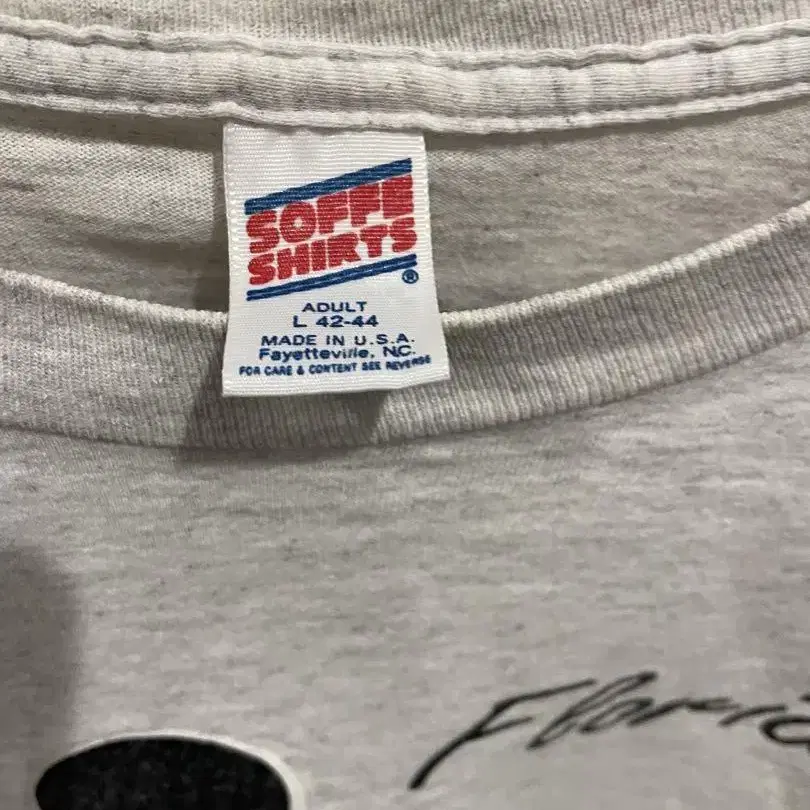 SOFFE
SHIRTS
®
ADULT
L 42-44
MADE IN U.S.A.
Fayetteville, NC.
FOR CARE & CONTENT SEE REVERSE